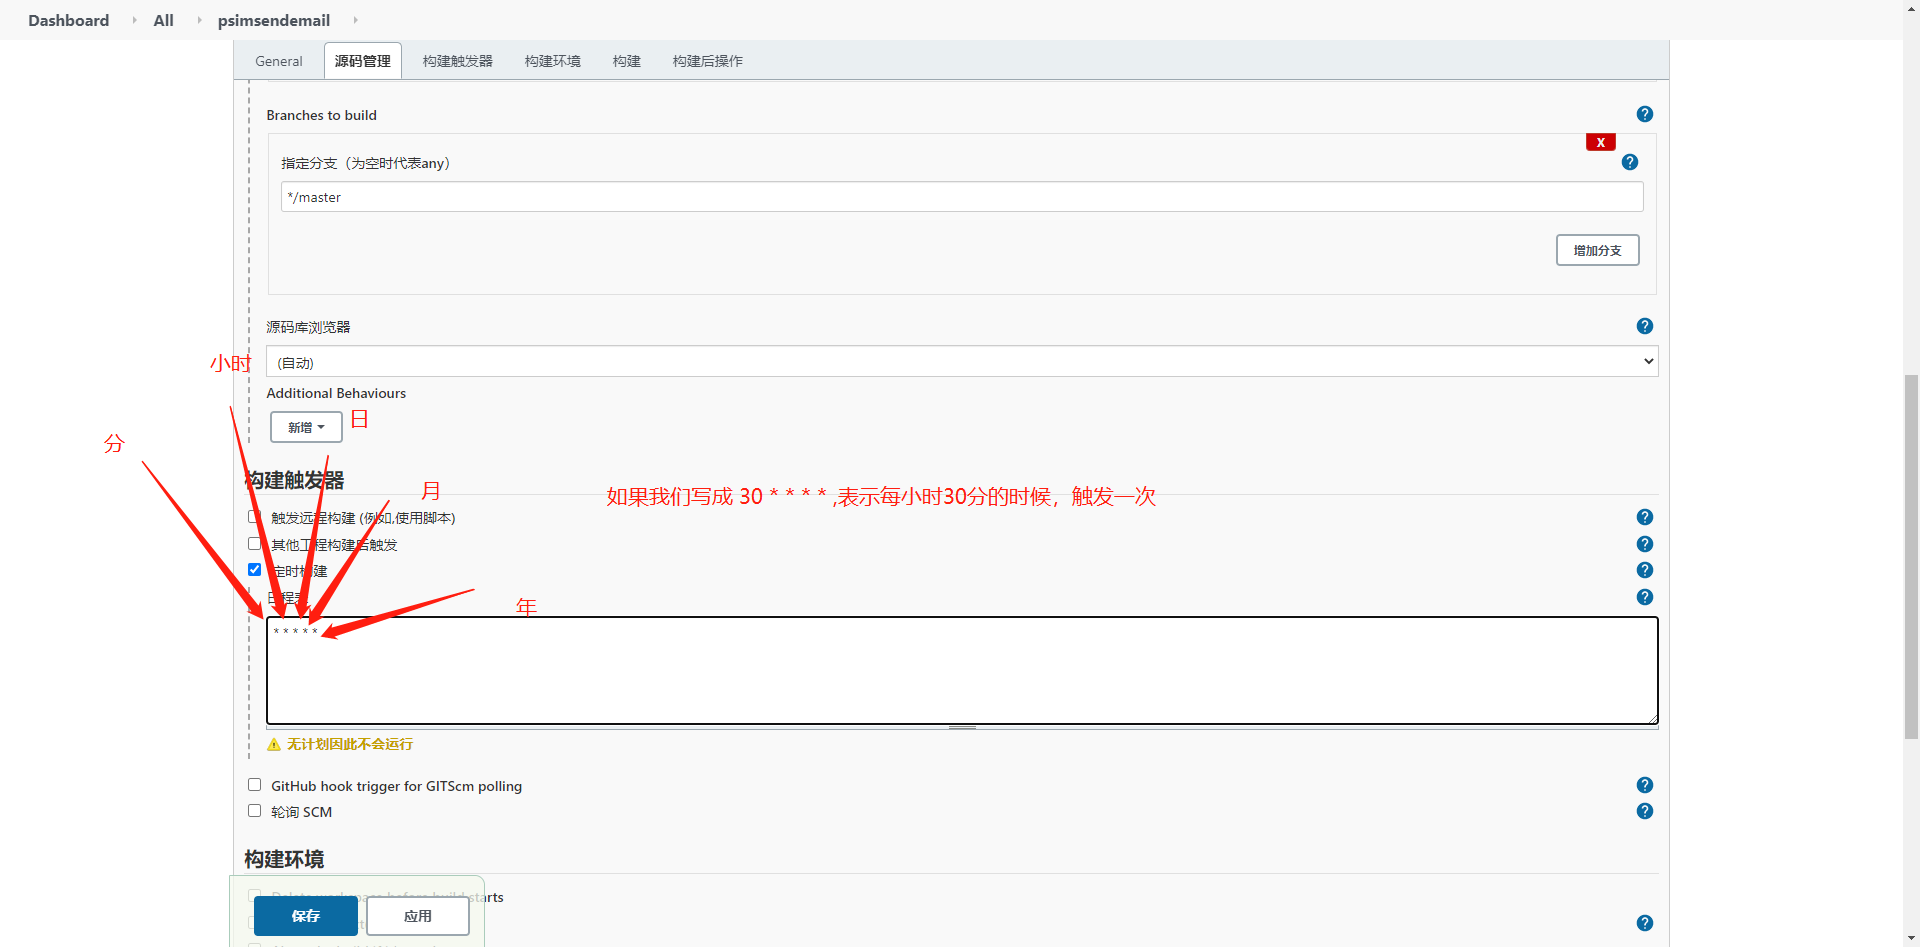 Dashboard All psimsendemail
General 源码管理 构建触发器 构建环境 构建 构建后操作
Branches to build
X
指定分支（为空时代表any）
*/master
增加分支
源码库浏览器
小时
(自动)
Additional Behaviours
新增
日
分
构建触发器
月
如果我们写成 30 * * * * ,表示每小时30分的时候，触发一次
触发远程构建 (例如,使用脚本)
其他工程构建后触发
定时构建
日程表
年
* * * * *
无计划因此不会运行
GitHub hook trigger for GITScm polling
轮询 SCM
构建环境
Delete workspace before build starts
保存 应用